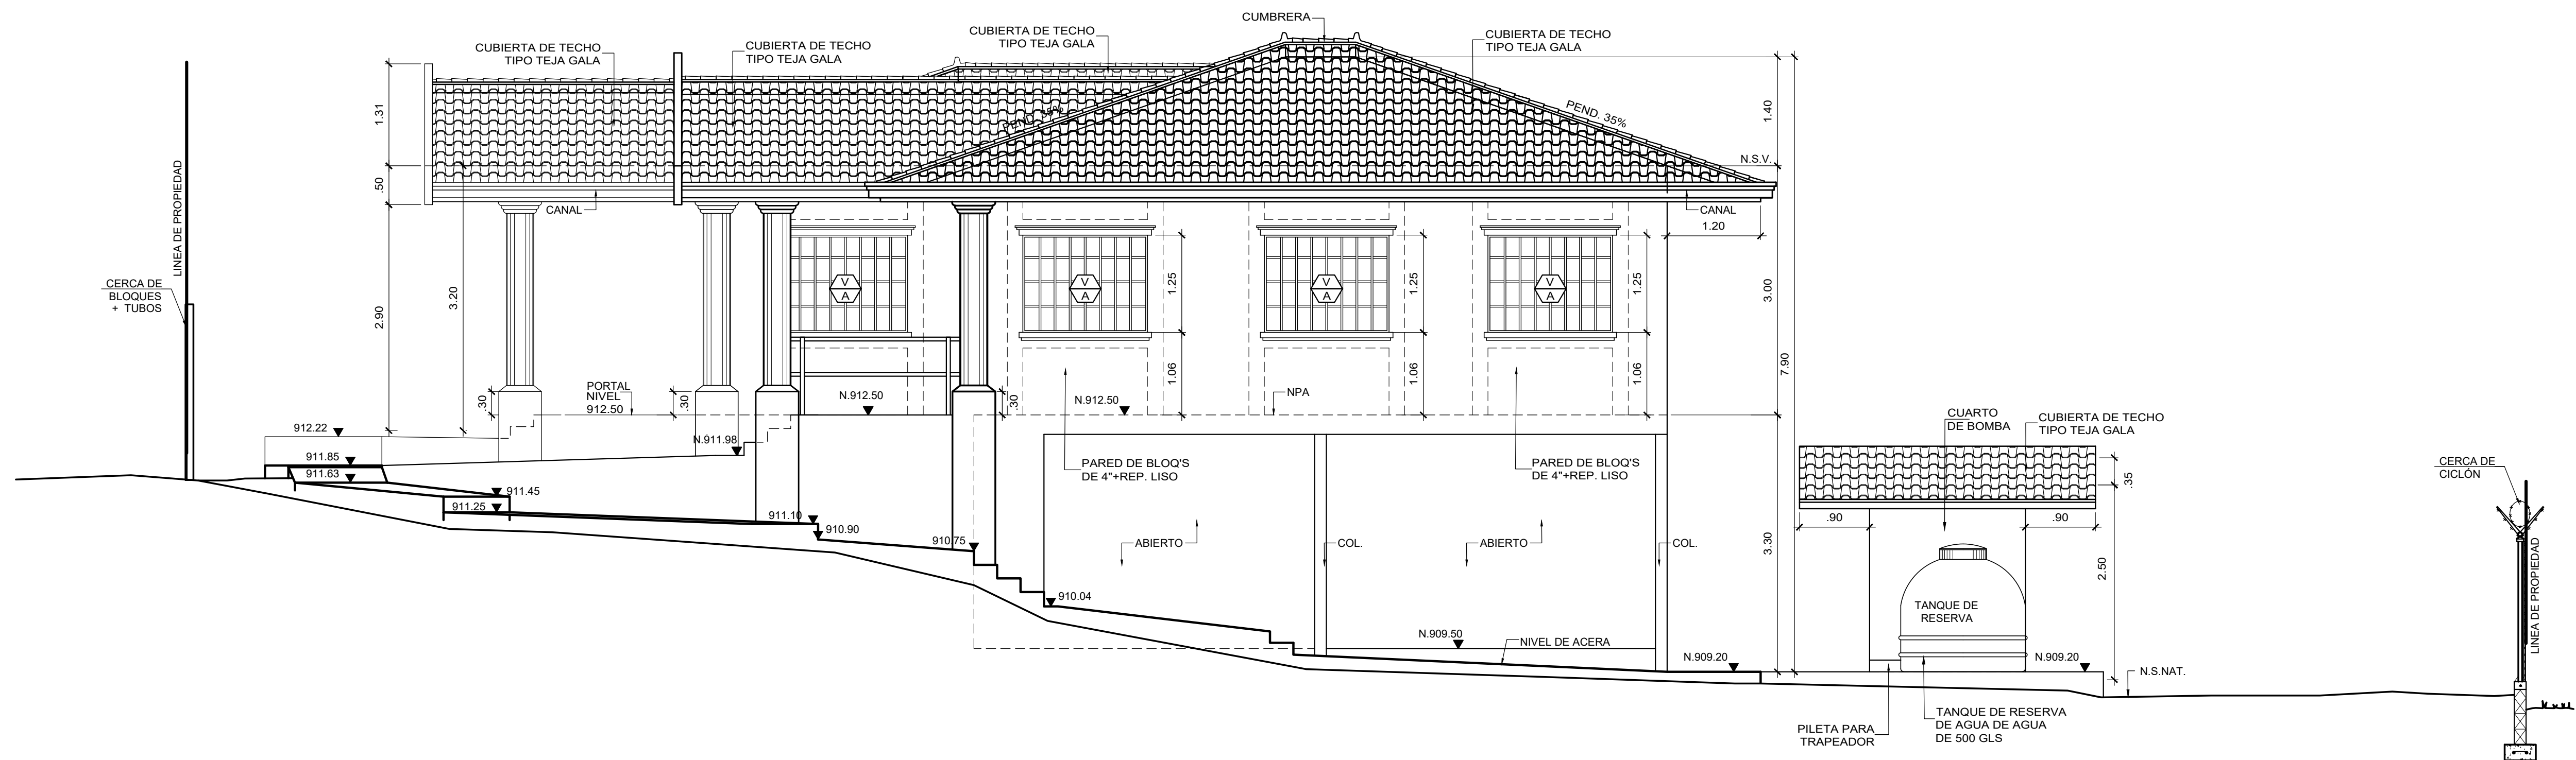 CUMBRERA
CUBIERTA DE TECHO
TIPO TEJA GALA
CUBIERTA DE TECHO
TIPO TEJA GALA
CUBIERTA DE TECHO
TIPO TEJA GALA
CUBIERTA DE TECHO
TIPO TEJA GALA
1.31
.50
2.90
3.20
PEND. 35%
PEND. 35%
N.S.V.
1.40
LINEA DE PROPIEDAD
CANAL
CANAL
1.20
CERCA DE
BLOQUES
+ TUBOS
V
A
V
A
V
A
V
A
1.25
1.25
1.25
3.00
7.90
1.06
1.06
1.06
.30
.30
.30
PORTAL
NIVEL
912.50
N.912.50
N.912.50
NPA
912.22
N.911.98
911.85
911.63
911.45
911.25
911.10
910.90
910.75
910.04
PARED DE BLOQ'S
DE 4"+REP. LISO
PARED DE BLOQ'S
DE 4"+REP. LISO
ABIERTO
COL.
ABIERTO
COL.
3.30
N.909.50
NIVEL DE ACERA
N.909.20
CUARTO
DE BOMBA
CUBIERTA DE TECHO
TIPO TEJA GALA
.35
.90
.90
2.50
TANQUE DE
RESERVA
N.909.20
N.S.NAT.
PILETA PARA
TRAPEADOR
TANQUE DE RESERVA
DE AGUA DE AGUA
DE 500 GLS
CERCA DE
CICLÓN
LINEA DE PROPIEDAD